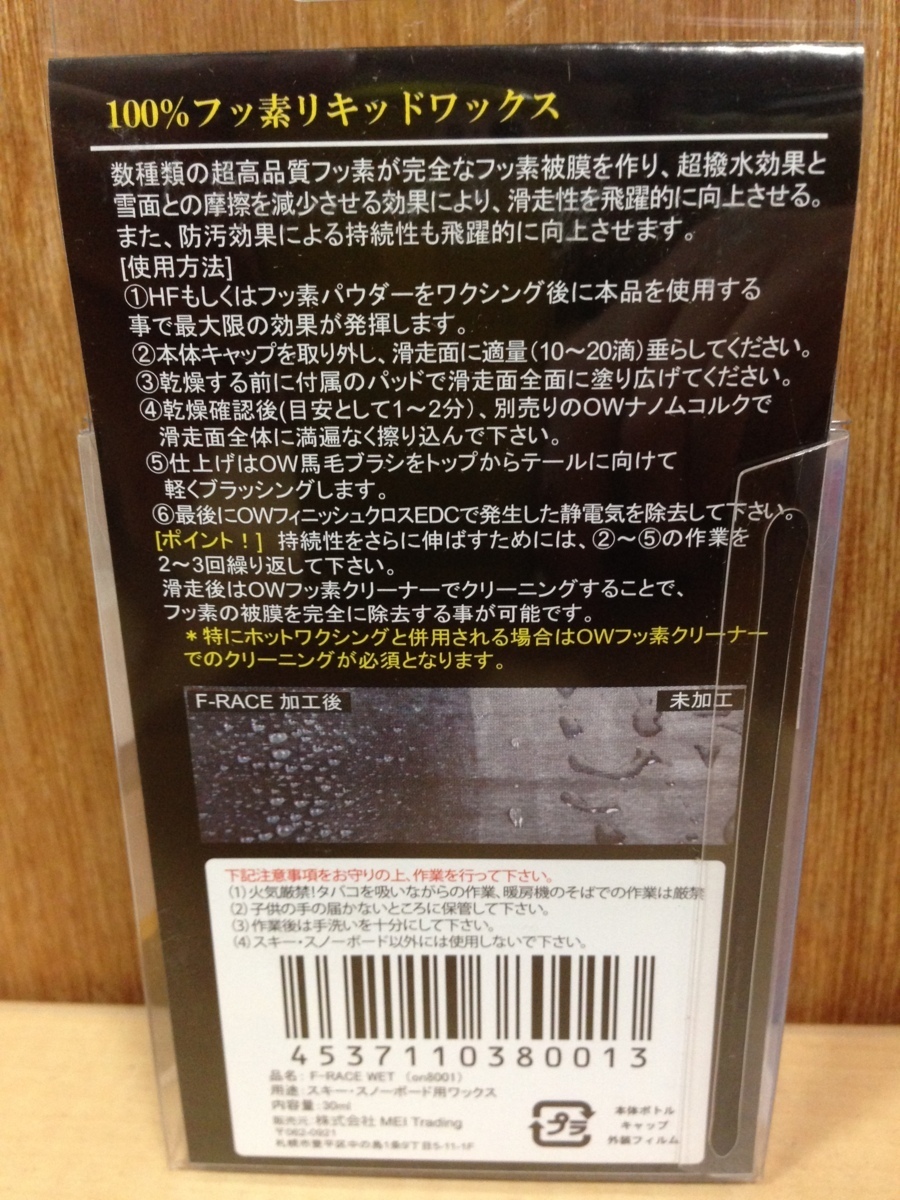 100%フッ素リキッドワックス
数種類の超高品質フッ素が完全なフッ素被膜を作り、超撥水効果と
雪面との摩擦を減少させる効果により、滑走性を飛躍的に向上させる。
また、防汚効果による持続性も飛躍的に向上させます。
[使用方法]
①HFもしくはフッ素パウダーをワクシング後に本品を使用する
事で最大限の効果が発揮します。
②本体キャップを取り外し、滑走面に適量(10～20滴)垂らしてください。
③乾燥する前に付属のパッドで滑走面全面に塗り広げてください。
④乾燥確認後(目安として1～2分)、別売りのOWナノムコルクで
滑走面全体に満遍なく擦り込んで下さい。
⑤仕上げはOW馬毛ブラシをトップからテールに向けて
軽くブラッシングします。
⑥最後にOWフィニッシュクロスEDCで発生した静電気を除去して下さい。
[ポイント！] 持続性をさらに伸ばすためには、②～⑤の作業を
2～3回繰り返して下さい。
滑走後はOWフッ素クリーナーでクリーニングすることで、
フッ素の被膜を完全に除去する事が可能です。
＊特にホットワクシングと併用される場合はOWフッ素クリーナー
でのクリーニングが必須となります。
F-RACE 加工後 未加工
下記注意事項をお守りの上、作業を行って下さい。
(1)火気厳禁!タバコを吸いながらの作業、暖房機のそばでの作業は厳禁
(2)子供の手の届かないところに保管して下さい。
(3)作業後は手洗いを十分にして下さい。
(4)スキー・スノーボード以外には使用しないで下さい。
4537110380013
品名: F-RACE WET (on8001)
用途: スキー・スノーボード用ワックス
内容量: 30ml
販売元: 株式会社 MEI Trading
〒062-0921
札幌市豊平区中の島1条9丁目5-11-1F
プラ
本体ボトル
キャップ
外装フィルム